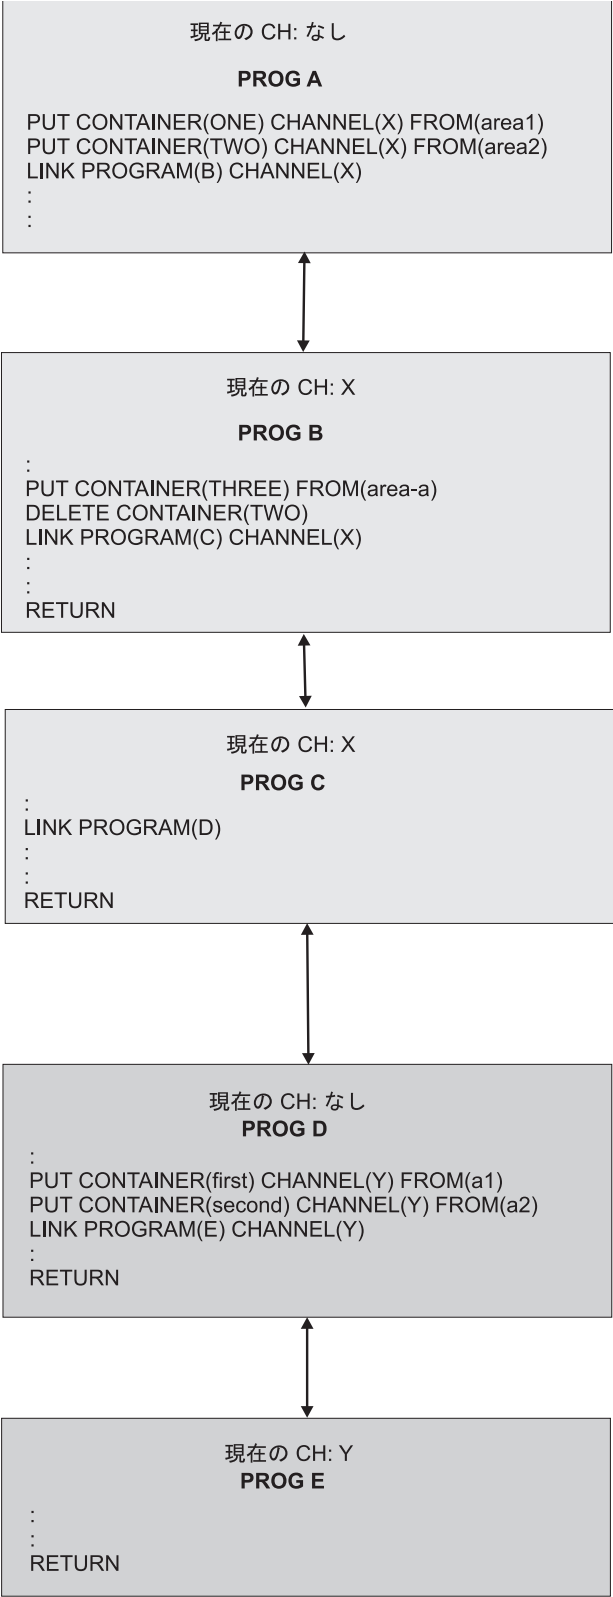 現在の CH: なし
PROG A
PUT CONTAINER(ONE) CHANNEL(X) FROM(area1)
PUT CONTAINER(TWO) CHANNEL(X) FROM(area2)
LINK PROGRAM(B) CHANNEL(X)
:
:
現在の CH: X
PROG B
:
PUT CONTAINER(THREE) FROM(area-a)
DELETE CONTAINER(TWO)
LINK PROGRAM(C) CHANNEL(X)
:
:
RETURN
現在の CH: X
PROG C
:
LINK PROGRAM(D)
:
:
RETURN
現在の CH: なし
PROG D
:
PUT CONTAINER(first) CHANNEL(Y) FROM(a1)
PUT CONTAINER(second) CHANNEL(Y) FROM(a2)
LINK PROGRAM(E) CHANNEL(Y)
:
RETURN
現在の CH: Y
PROG E
:
:
RETURN